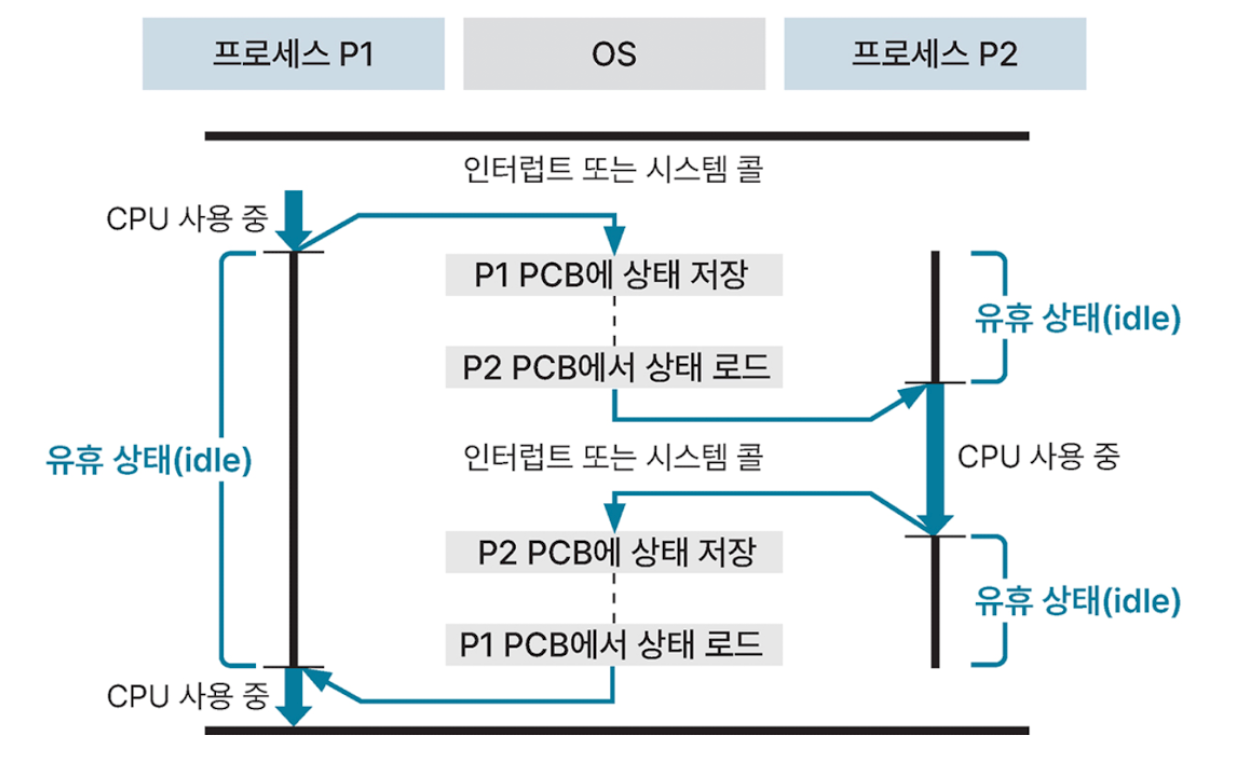 프로세스 P1
OS
프로세스 P2
인터럽트 또는 시스템 콜
CPU 사용 중
P1 PCB에 상태 저장
유휴 상태(idle)
P2 PCB에서 상태 로드
유휴 상태(idle)
인터럽트 또는 시스템 콜
CPU 사용 중
P2 PCB에 상태 저장
유휴 상태(idle)
P1 PCB에서 상태 로드
CPU 사용 중